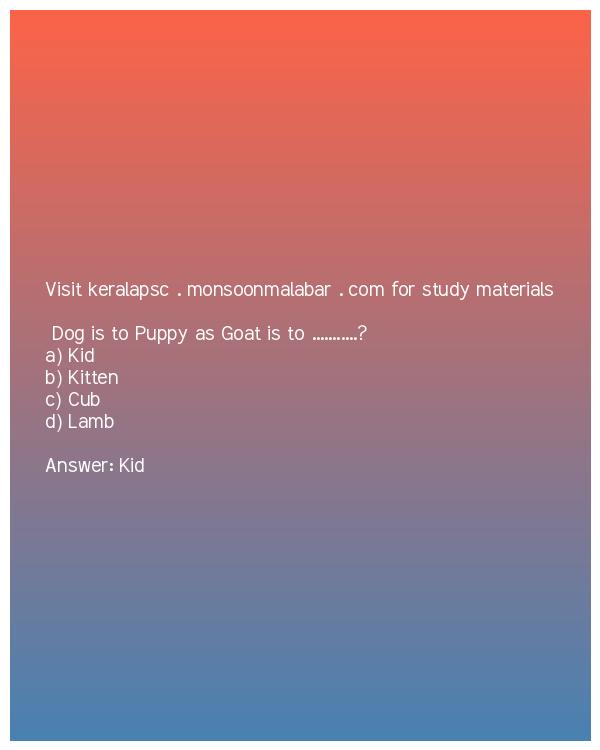 Visit keralapsc . monsoonmalabar . com for study materials
Dog is to Puppy as Goat is to ...........?
a) Kid
b) Kitten
c) Cub
d) Lamb
Answer: Kid